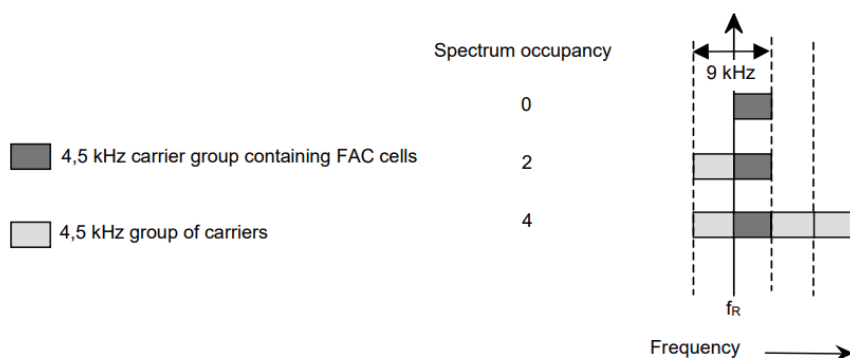 Spectrum occupancy
9 kHz
0
4,5 kHz carrier group containing FAC cells
2
4,5 kHz group of carriers
4
fR
Frequency